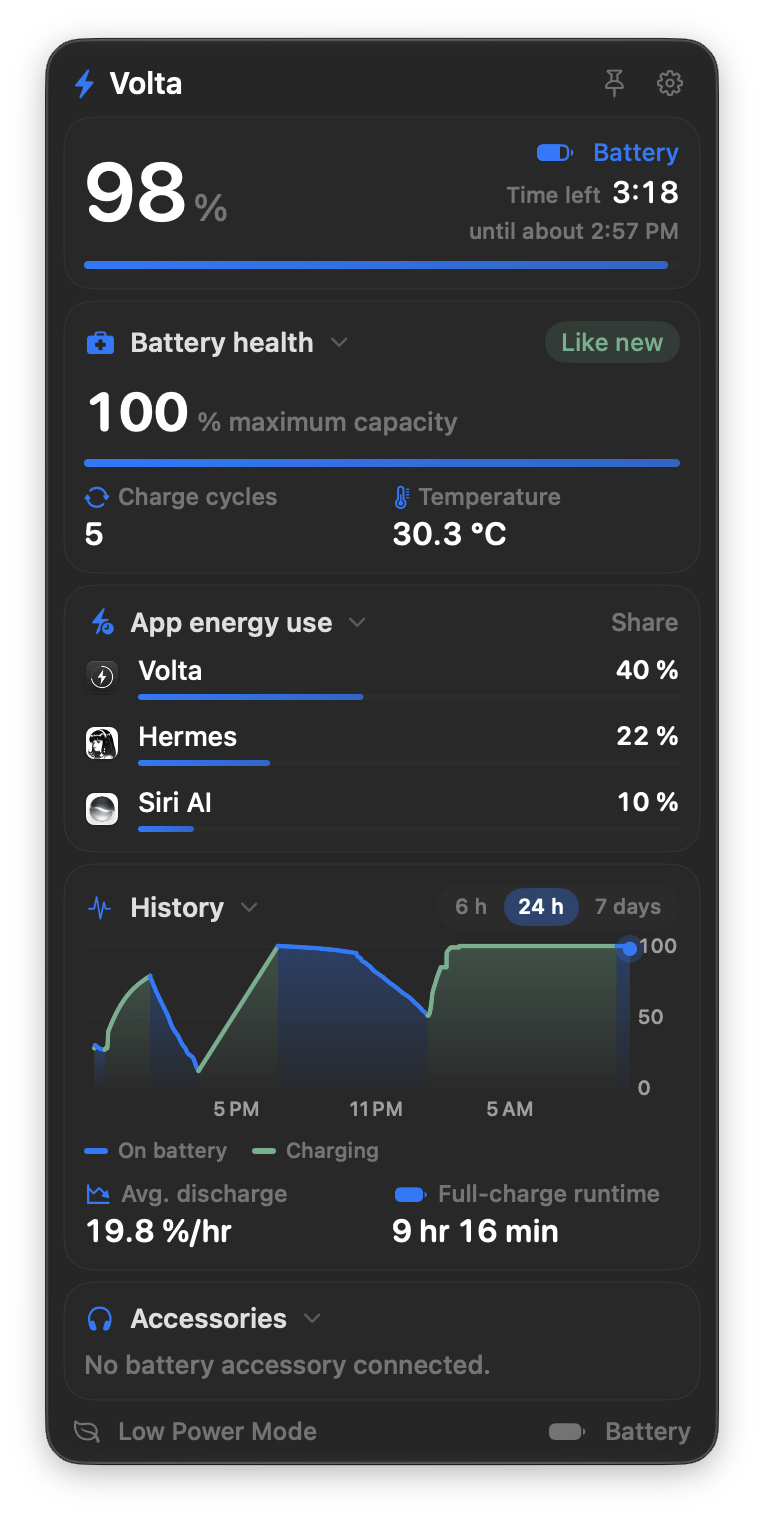 Volta
98 %
Battery
Time left 3:18
until about 2:57 PM
Battery health
Like new
100 % maximum capacity
Charge cycles
5
Temperature
30.3 °C
App energy use
Share
Volta
40 %
Hermes
22 %
Siri AI
10 %
History
6 h
24 h
7 days
100
50
0
5 PM
11 PM
5 AM
On battery
Charging
Avg. discharge
19.8 %/hr
Full-charge runtime
9 hr 16 min
Accessories
No battery accessory connected.
Low Power Mode
Battery